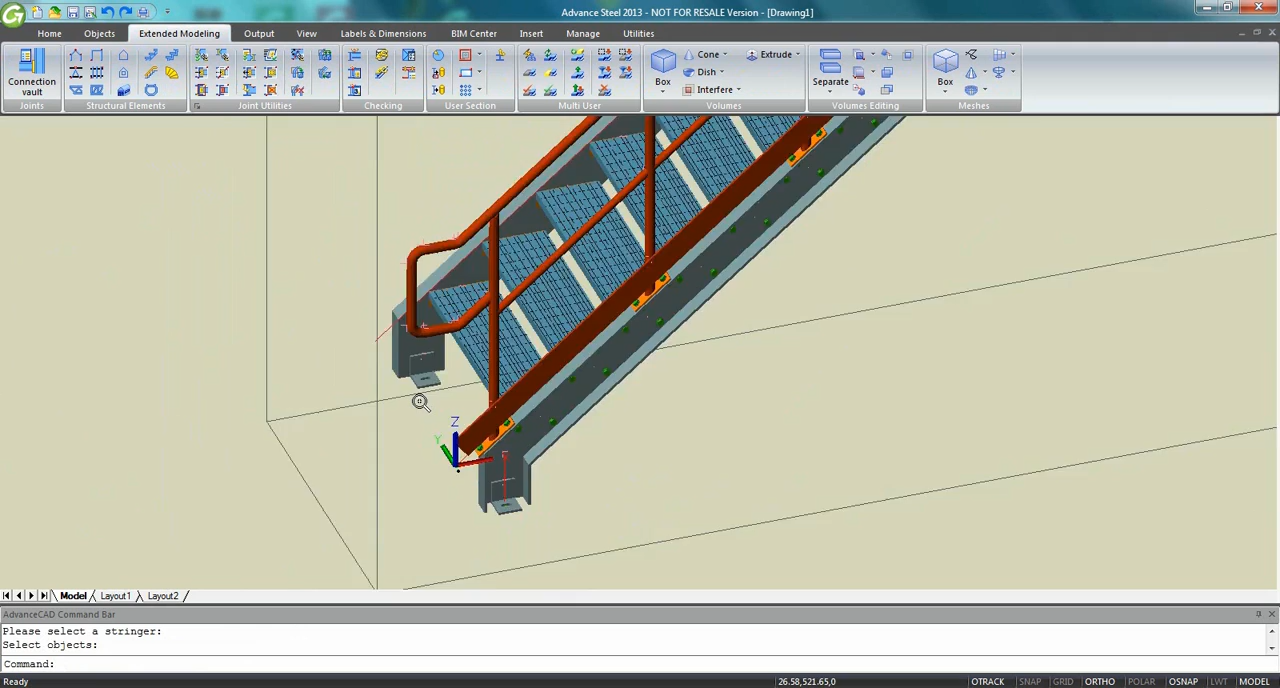 Advance Steel 2013 - NOT FOR RESALE Version - [Drawing1]
Home Objects Extended Modeling Output View Labels & Dimensions BIM Center Insert Manage Utilities
Connection vault
Joints
Structural Elements
Joint Utilities
Checking
User Section
Multi User
Box
Cone
Dish
Interfere
Extrude
Volumes
Separate
Volumes Editing
Box
Meshes
Z
Y
Model Layout1 Layout2
AdvanceCAD Command Bar
Please select a stringer:
Select objects:
Command:
Ready 26.58,521.65,0 OTRACK SNAP GRID ORTHO POLAR OSNAP LWT MODEL